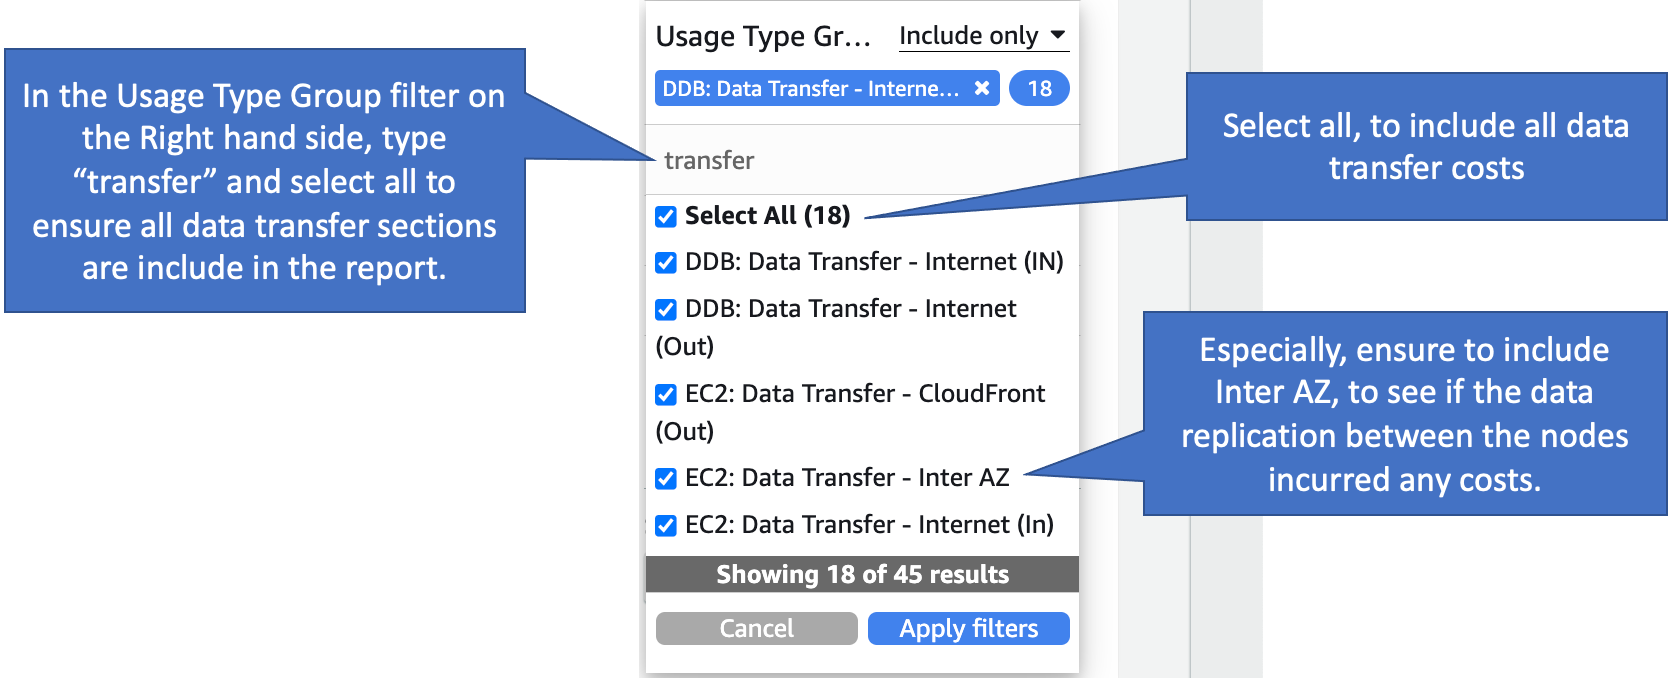 In the Usage Type Group filter on
the Right hand side, type
“transfer” and select all to
ensure all data transfer sections
are include in the report.
Usage Type Gr... Include only
DDB: Data Transfer - Interne... ✖ 18
transfer
Select All (18)
DDB: Data Transfer - Internet (IN)
DDB: Data Transfer - Internet
(Out)
EC2: Data Transfer - CloudFront
(Out)
EC2: Data Transfer - Inter AZ
EC2: Data Transfer - Internet (In)
Showing 18 of 45 results
Cancel Apply filters
Select all, to include all data
transfer costs
Especially, ensure to include
Inter AZ, to see if the data
replication between the nodes
incurred any costs.